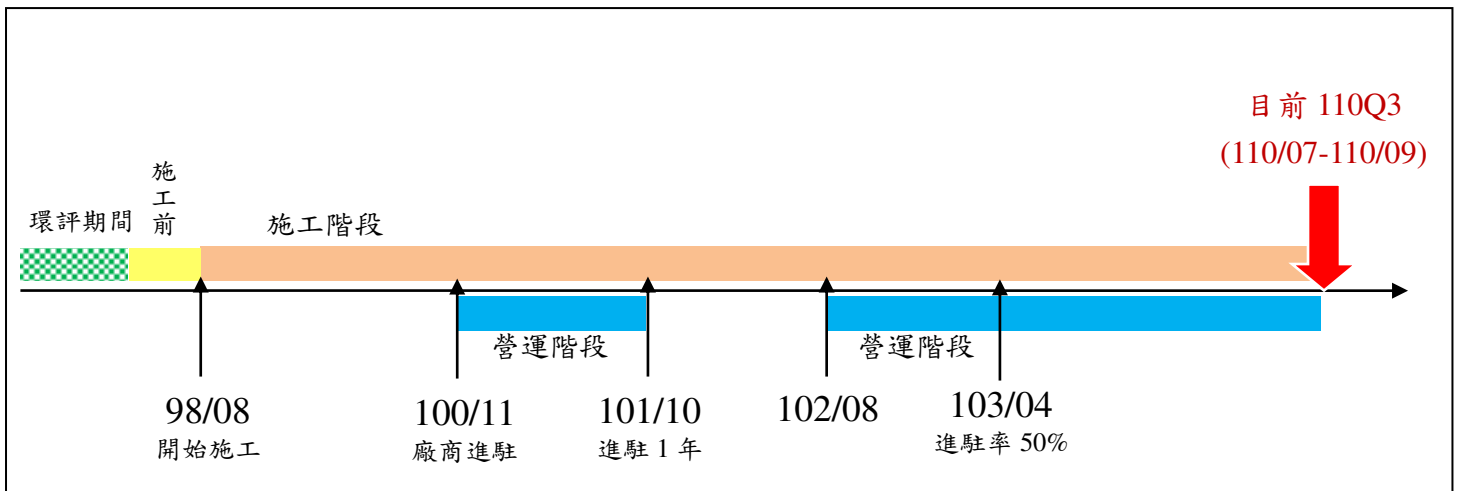 目前 110Q3
(110/07-110/09)
施工前
環評期間
施工階段
營運階段
營運階段
98/08
開始施工
100/11
廠商進駐
101/10
進駐 1 年
102/08
103/04
進駐率 50%